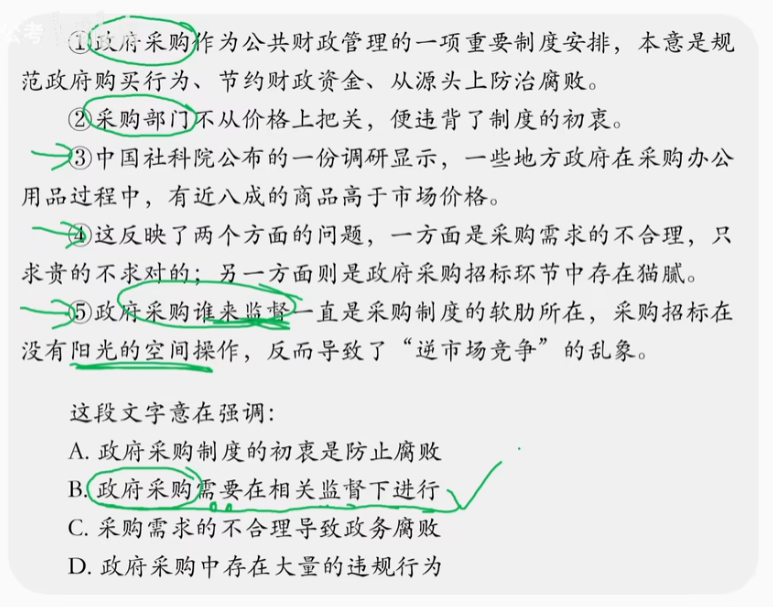 公考
①政府采购作为公共财政管理的一项重要制度安排，本意是规
范政府购买行为、节约财政资金、从源头上防治腐败。
②采购部门不从价格上把关，便违背了制度的初衷。
③中国社科院公布的一份调研显示，一些地方政府在采购办公
用品过程中，有近八成的商品高于市场价格。
④这反映了两个方面的问题，一方面是采购需求的不合理，只
求贵的不求对的；另一方面则是政府采购招标环节中存在猫腻。
⑤政府采购谁来监督一直是采购制度的软肋所在，采购招标在
没有阳光的空间操作，反而导致了“逆市场竞争”的乱象。
这段文字意在强调：
A. 政府采购制度的初衷是防止腐败
B. 政府采购需要在相关监督下进行
C. 采购需求的不合理导致政务腐败
D. 政府采购中存在大量的违规行为